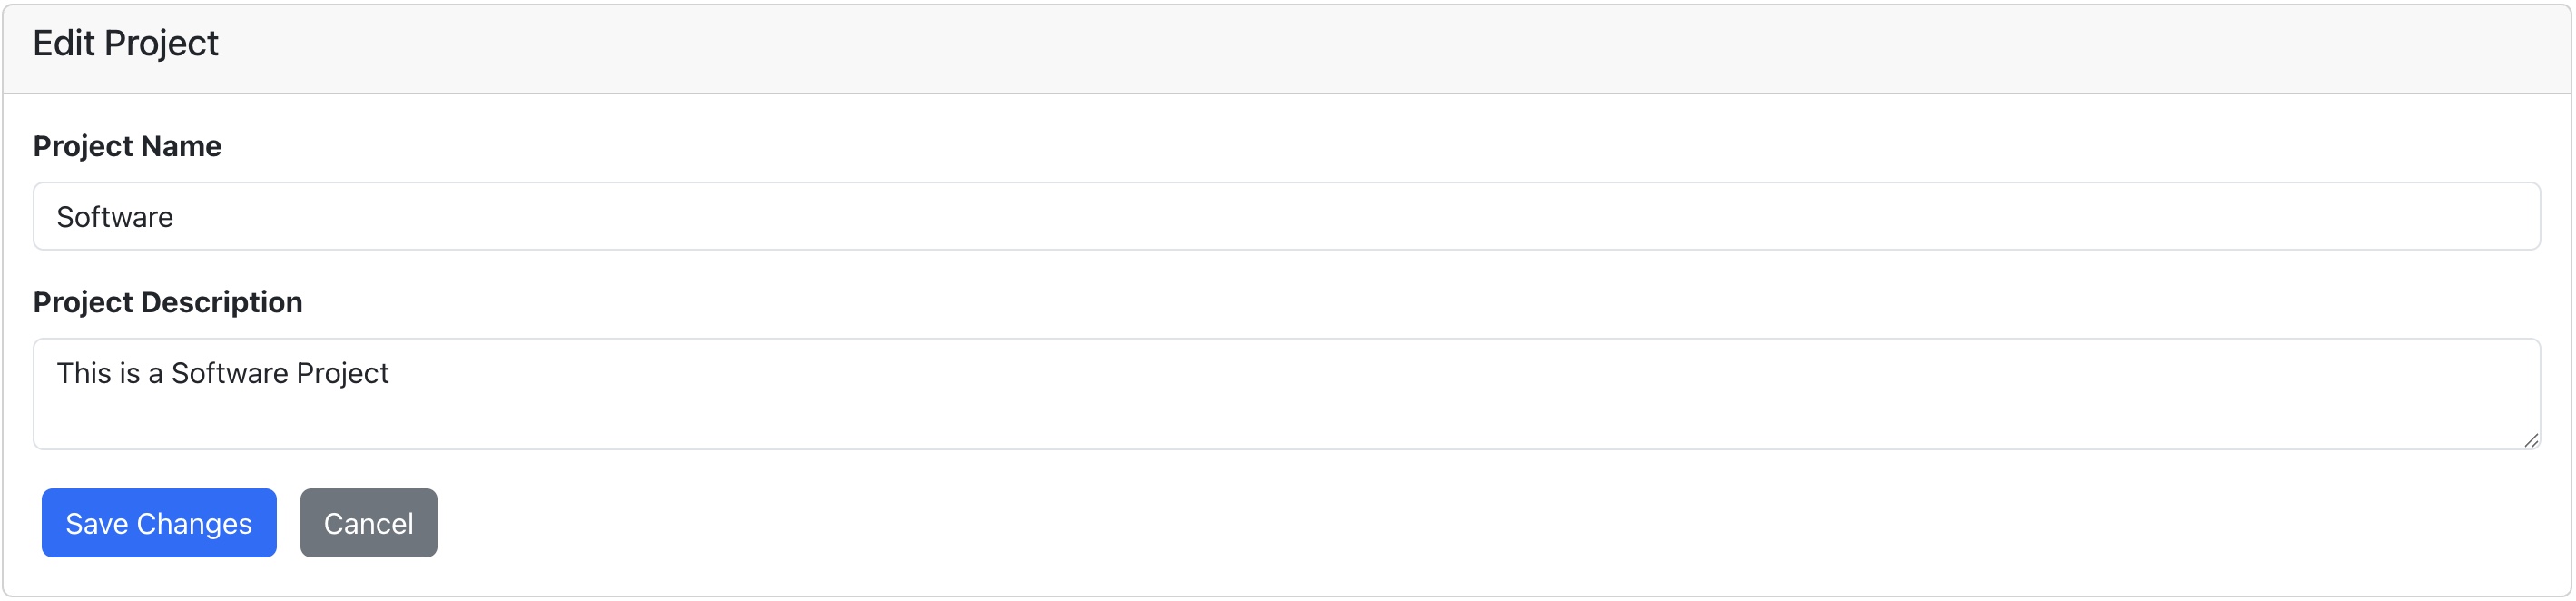 Edit Project
Project Name
Software
Project Description
This is a Software Project
Save Changes
Cancel